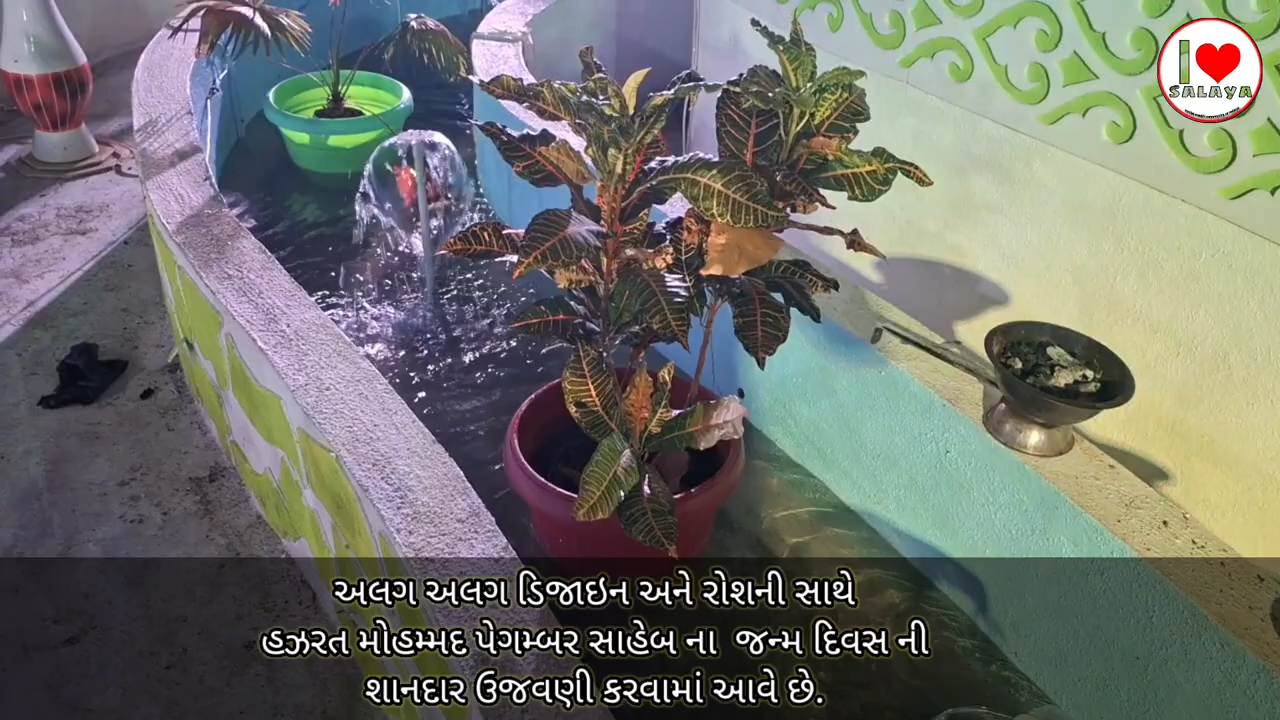 I
SALAYA
અલગ અલગ ડિજાઇન અને રોશની સાથે
હઝરત મોહમ્મદ પેગમ્બર સાહેબ ના જન્મ દિવસ ની
શાનદાર ઉજવણી કરવામાં આવે છે.